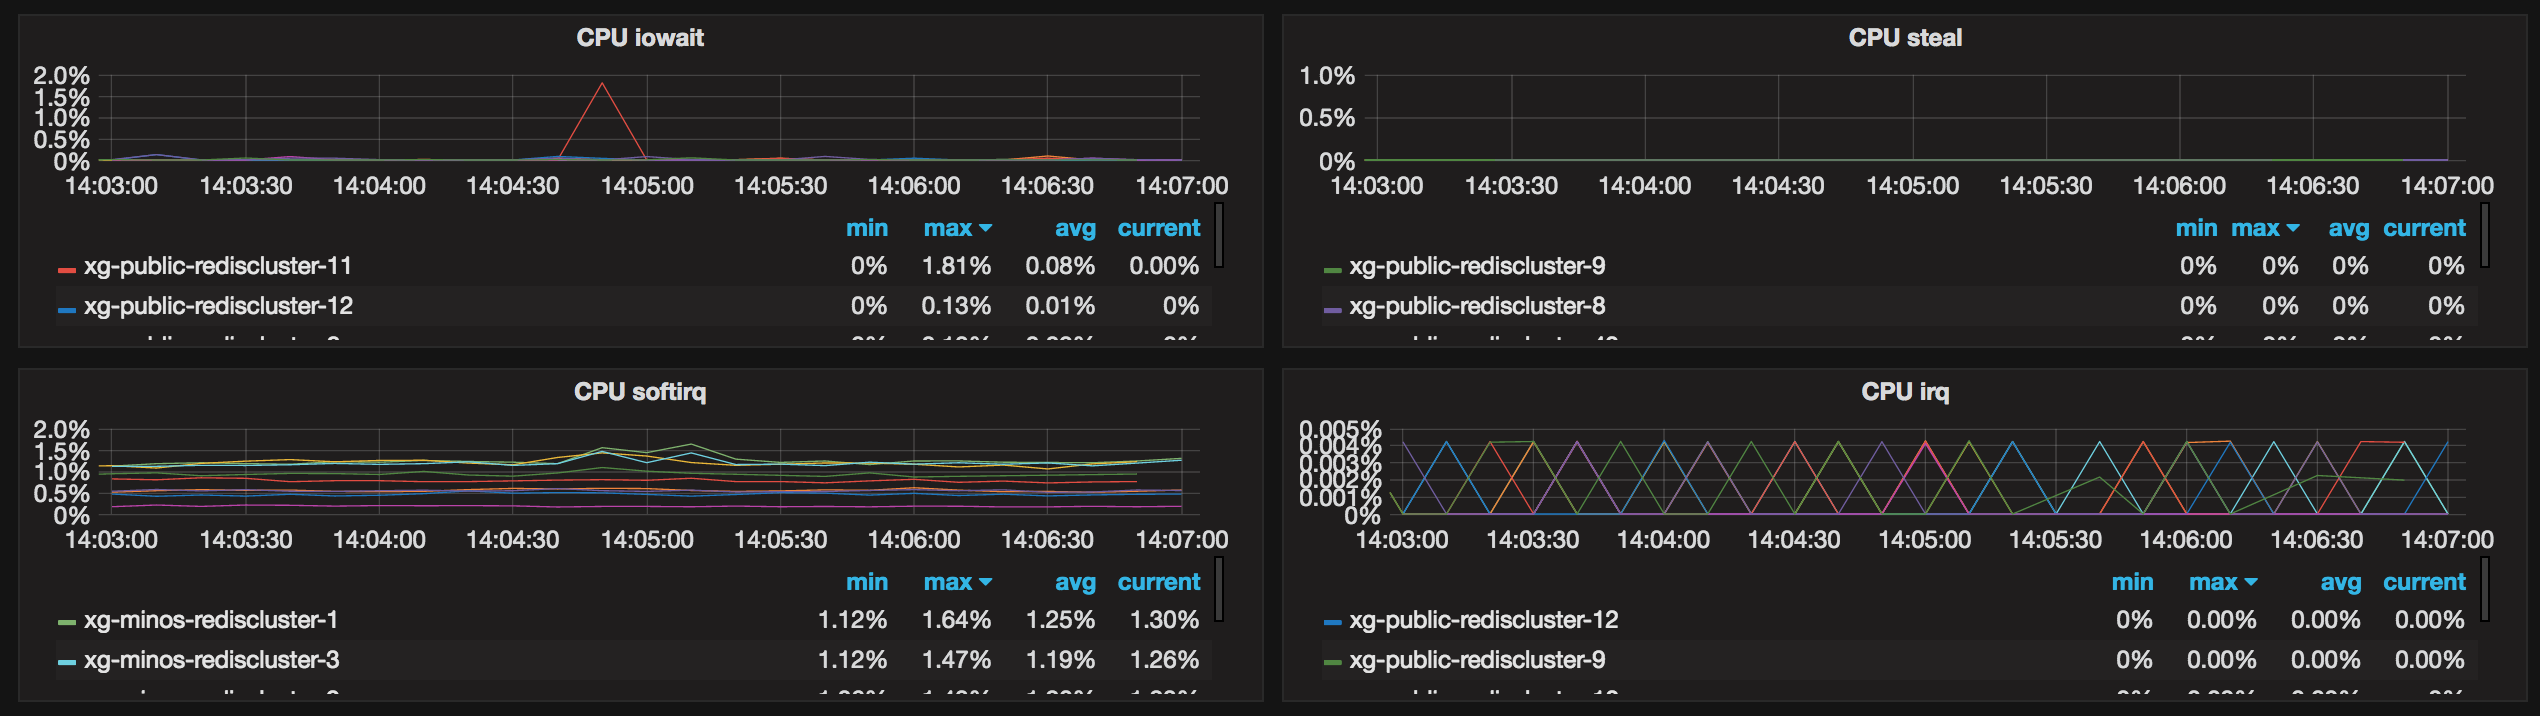 CPU iowait
2.0%
1.5%
1.0%
0.5%
0%
14:03:00 14:03:30 14:04:00 14:04:30 14:05:00 14:05:30 14:06:00 14:06:30 14:07:00
min max avg current
xg-public-rediscluster-11 0% 1.81% 0.08% 0.00%
xg-public-rediscluster-12 0% 0.13% 0.01% 0%
CPU steal
1.0%
0.5%
0%
14:03:00 14:03:30 14:04:00 14:04:30 14:05:00 14:05:30 14:06:00 14:06:30 14:07:00
min max avg current
xg-public-rediscluster-9 0% 0% 0% 0%
xg-public-rediscluster-8 0% 0% 0% 0%
CPU softirq
2.0%
1.5%
1.0%
0.5%
0%
14:03:00 14:03:30 14:04:00 14:04:30 14:05:00 14:05:30 14:06:00 14:06:30 14:07:00
min max avg current
xg-minos-rediscluster-1 1.12% 1.64% 1.25% 1.30%
xg-minos-rediscluster-3 1.12% 1.47% 1.19% 1.26%
CPU irq
0.005%
0.004%
0.003%
0.002%
0.001%
0%
14:03:00 14:03:30 14:04:00 14:04:30 14:05:00 14:05:30 14:06:00 14:06:30 14:07:00
min max avg current
xg-public-rediscluster-12 0% 0.00% 0.00% 0.00%
xg-public-rediscluster-9 0% 0.00% 0.00% 0.00%